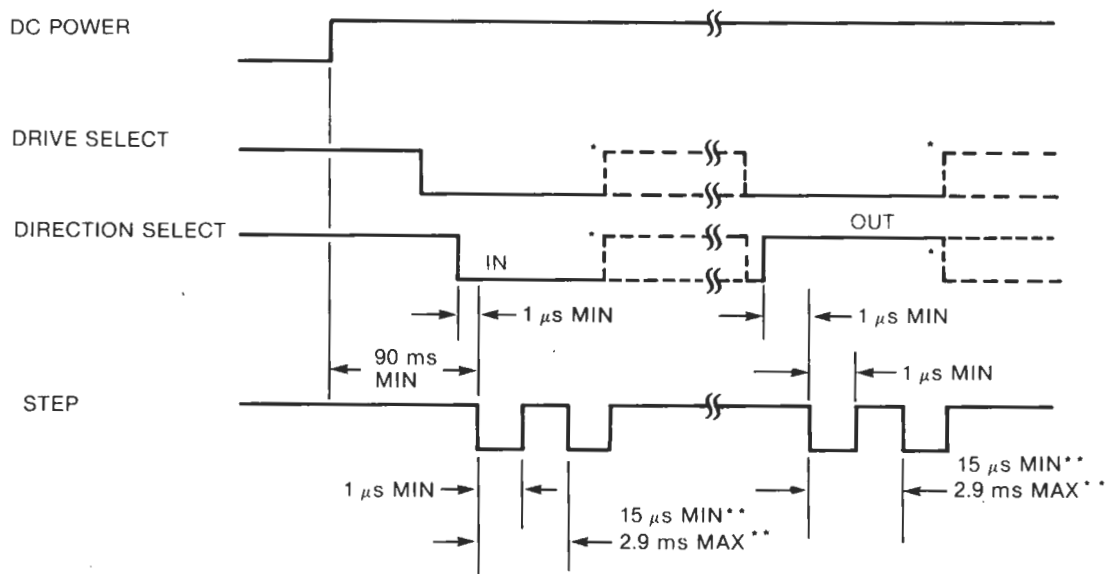 DC POWER
DRIVE SELECT
*
*
DIRECTION SELECT
*
IN
OUT
*
1 μs MIN
1 μs MIN
90 ms
MIN
1 μs MIN
STEP
1 μs MIN
15 μs MIN**
2.9 ms MAX**
15 μs MIN**
2.9 ms MAX**